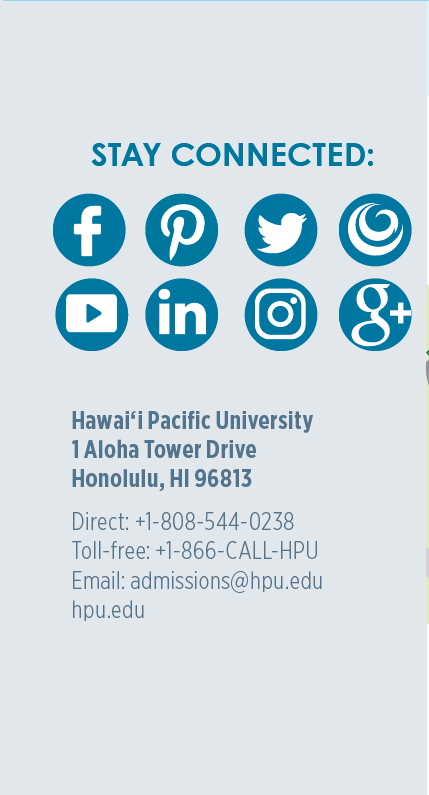 STAY CONNECTED:
Hawai‘i Pacific University
1 Aloha Tower Drive
Honolulu, HI 96813
Direct: +1-808-544-0238
Toll-free: +1-866-CALL-HPU
Email: admissions@hpu.edu
hpu.edu